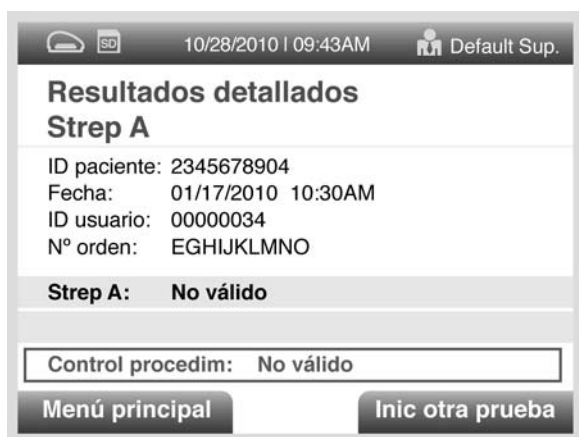 SD 10/28/2010 | 09:43AM Default Sup.
Resultados detallados
Strep A
ID paciente: 2345678904
Fecha: 01/17/2010 10:30AM
ID usuario: 00000034
Nº orden: EGHIJKLMNO
Strep A: No válido
Control procedim: No válido
Menú principal Inic otra prueba